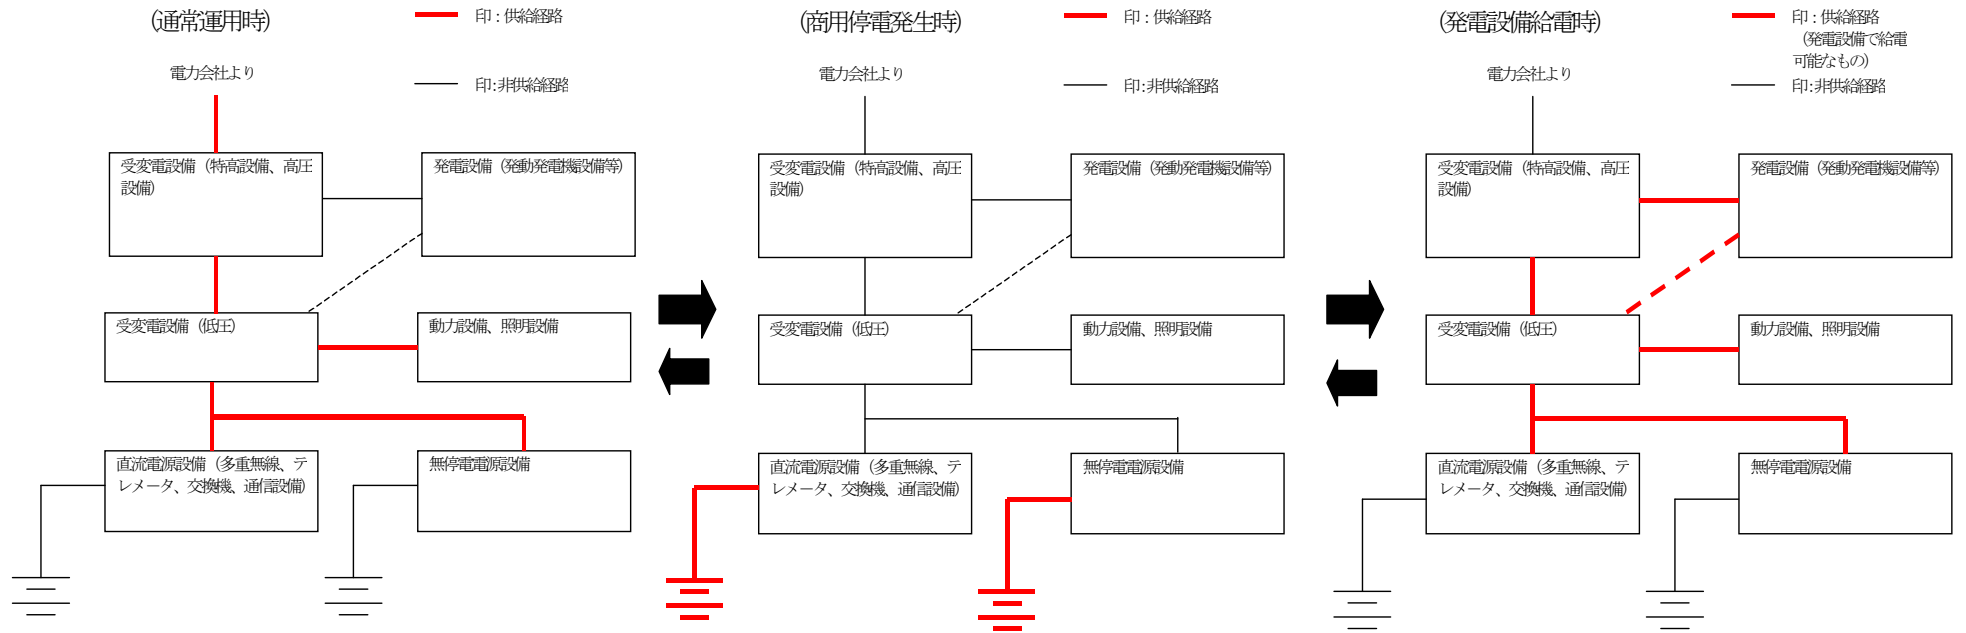 （通常運用時）
印：供給経路
電力会社より
印：非供給経路
受変電設備（特高設備、高圧
設備）
発電設備（発動発電機設備等）
受変電設備（低圧）
動力設備、照明設備
直流電源設備（多重無線、テ
レメータ、交換機、通信設備）
無停電電源設備
（商用停電発生時）
印：供給経路
電力会社より
印：非供給経路
受変電設備（特高設備、高圧
設備）
発電設備（発動発電機設備等）
受変電設備（低圧）
動力設備、照明設備
直流電源設備（多重無線、テ
レメータ、交換機、通信設備）
無停電電源設備
（発電設備給電時）
印：供給経路
（発電設備で給電
可能なもの）
電力会社より
印：非供給経路
受変電設備（特高設備、高圧
設備）
発電設備（発動発電機設備等）
受変電設備（低圧）
動力設備、照明設備
直流電源設備（多重無線、テ
レメータ、交換機、通信設備）
無停電電源設備